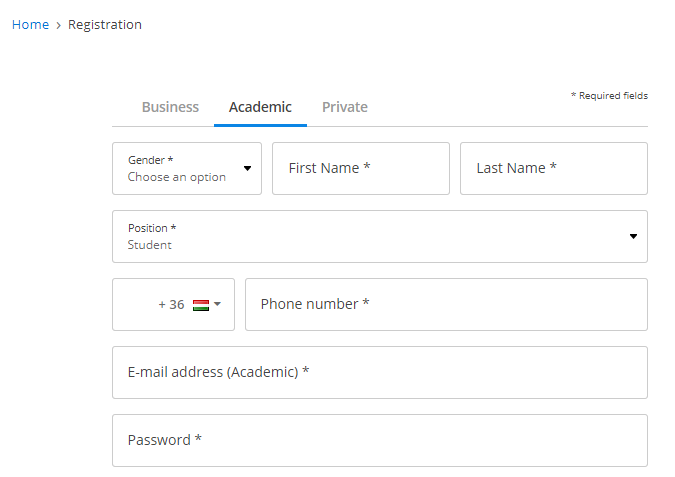 Home › Registration
* Required fields
Business Academic Private
Gender *
Choose an option
First Name *
Last Name *
Position *
Student
+ 36
Phone number *
E-mail address (Academic) *
Password *